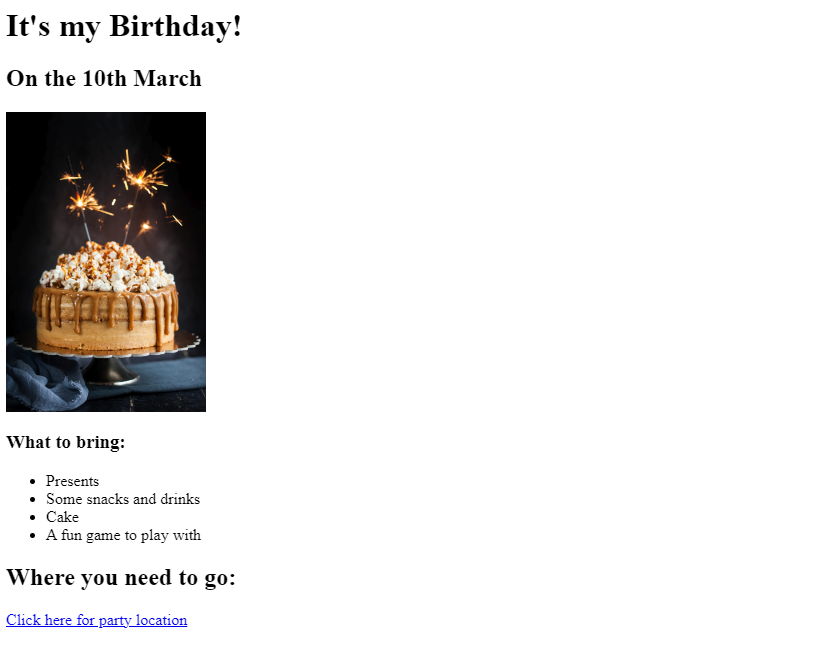 It's my Birthday!
On the 10th March
What to bring:
Presents
Some snacks and drinks
Cake
A fun game to play with
Where you need to go:
Click here for party location